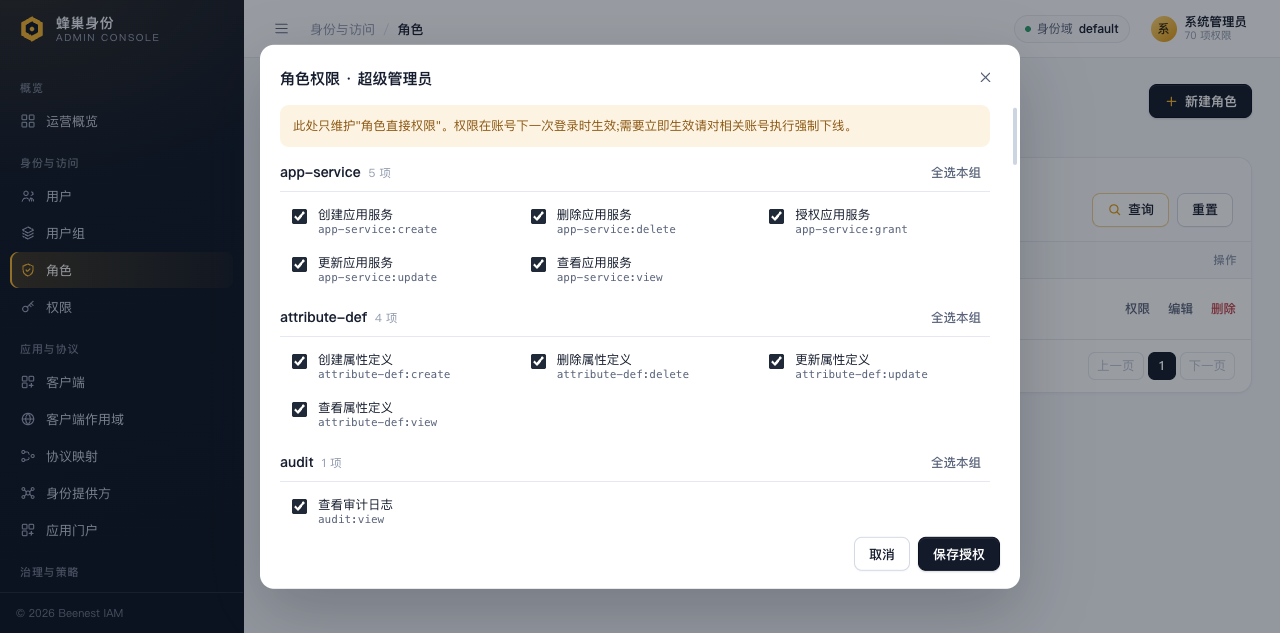 蜂巢身份
ADMIN CONSOLE
概览
运营概览
身份与访问
用户
用户组
角色
权限
应用与协议
客户端
客户端作用域
协议映射
身份提供方
应用门户
治理与策略
© 2026 Beenest IAM
身份与访问 / 角色
身份域 default
系 系统管理员
70 项权限
+ 新建角色
查询 重置
操作
权限 编辑 删除
上一页 1 下一页
角色权限 · 超级管理员
此处只维护"角色直接权限"。权限在账号下一次登录时生效;需要立即生效请对相关账号执行强制下线。
app-service 5 项 全选本组
创建应用服务 删除应用服务 授权应用服务
app-service:create app-service:delete app-service:grant
更新应用服务 查看应用服务
app-service:update app-service:view
attribute-def 4 项 全选本组
创建属性定义 删除属性定义 更新属性定义
attribute-def:create attribute-def:delete attribute-def:update
查看属性定义
attribute-def:view
audit 1 项 全选本组
查看审计日志
audit:view
取消 保存授权